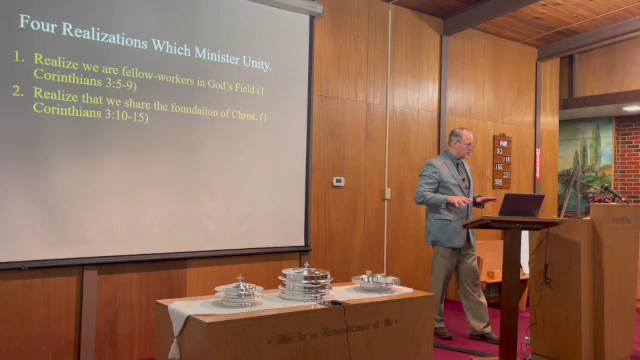 Four Realizations Which Minister Unity.
1. Realize we are fellow-workers in God's Field (1
Corinthians 3:5-9)
2. Realize that we share the foundation of Christ. (1
Corinthians 3:10-15)